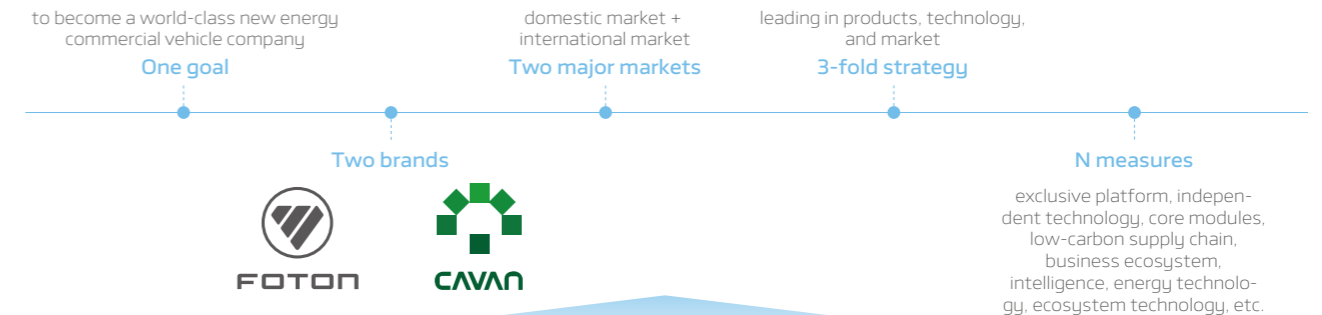 to become a world-class new energy
commercial vehicle company
One goal
domestic market +
international market
Two major markets
leading in products, technology,
and market
3-fold strategy
Two brands
FOTON
CAVAN
N measures
exclusive platform, indepen-
dent technology, core modules,
low-carbon supply chain,
business ecosystem,
intelligence, energy technolo-
gy, ecosystem technology, etc.